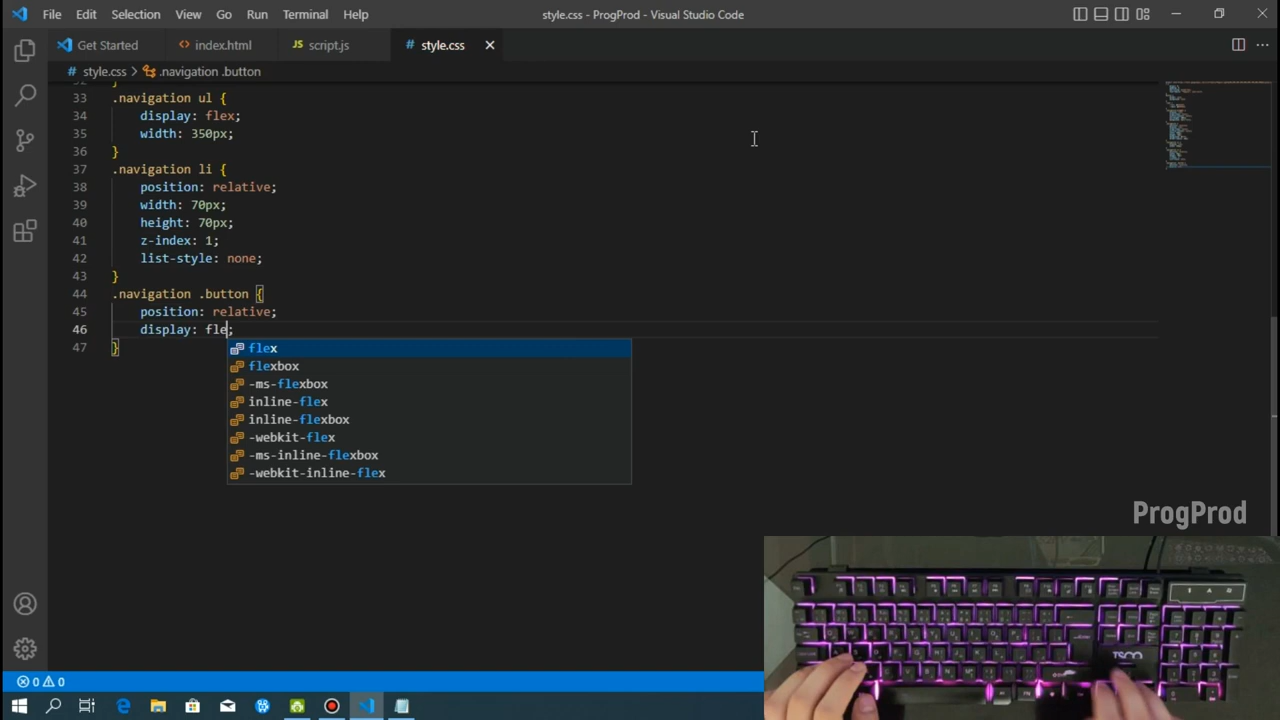 File Edit Selection View Go Run Terminal Help
style.css - ProgProd - Visual Studio Code
Get Started
index.html
JS script.js
# style.css
# style.css > .navigation .button
33 .navigation ul {
34 display: flex;
35 width: 350px;
36 }
37 .navigation li {
38 position: relative;
39 width: 70px;
40 height: 70px;
41 z-index: 1;
42 list-style: none;
43 }
44 .navigation .button {
45 position: relative;
46 display: fle;
47 }
flex
flexbox
-ms-flexbox
inline-flex
inline-flexbox
-webkit-flex
-ms-inline-flexbox
-webkit-inline-flex
ProgProd
TSCO
0 0